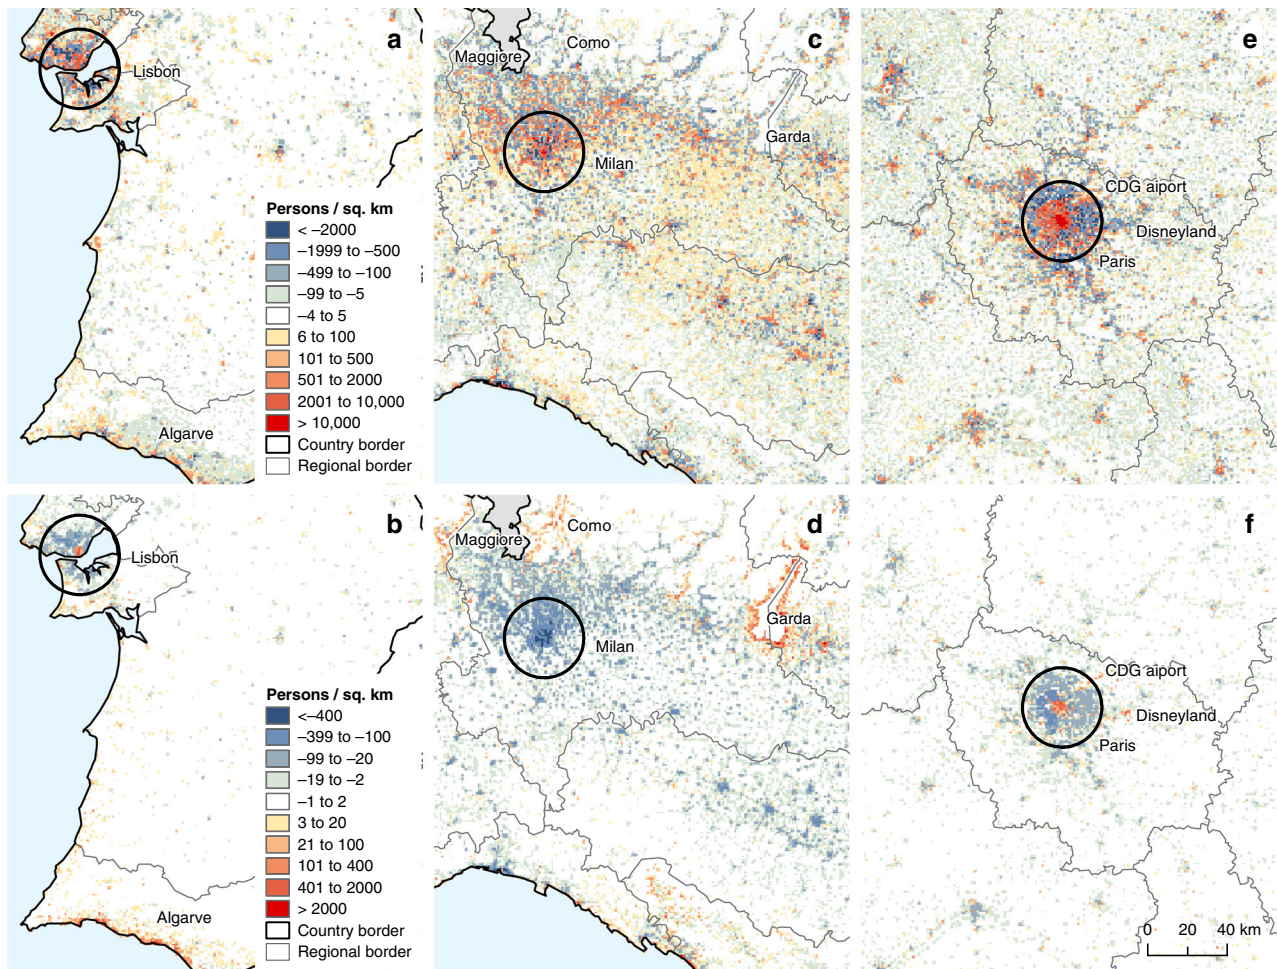 a
Lisbon
Persons / sq. km
< –2000
–1999 to –500
–499 to –100
–99 to –5
–4 to 5
6 to 100
101 to 500
501 to 2000
2001 to 10,000
> 10,000
Country border
Regional border
Algarve
c
Como
Maggiore
Garda
Milan
e
CDG aiport
Disneyland
Paris
b
Lisbon
Persons / sq. km
<–400
–399 to –100
–99 to –20
–19 to –2
–1 to 2
3 to 20
21 to 100
101 to 400
401 to 2000
> 2000
Country border
Regional border
Algarve
d
Como
Maggiore
Garda
Milan
f
CDG aiport
Disneyland
Paris
0 20 40 km